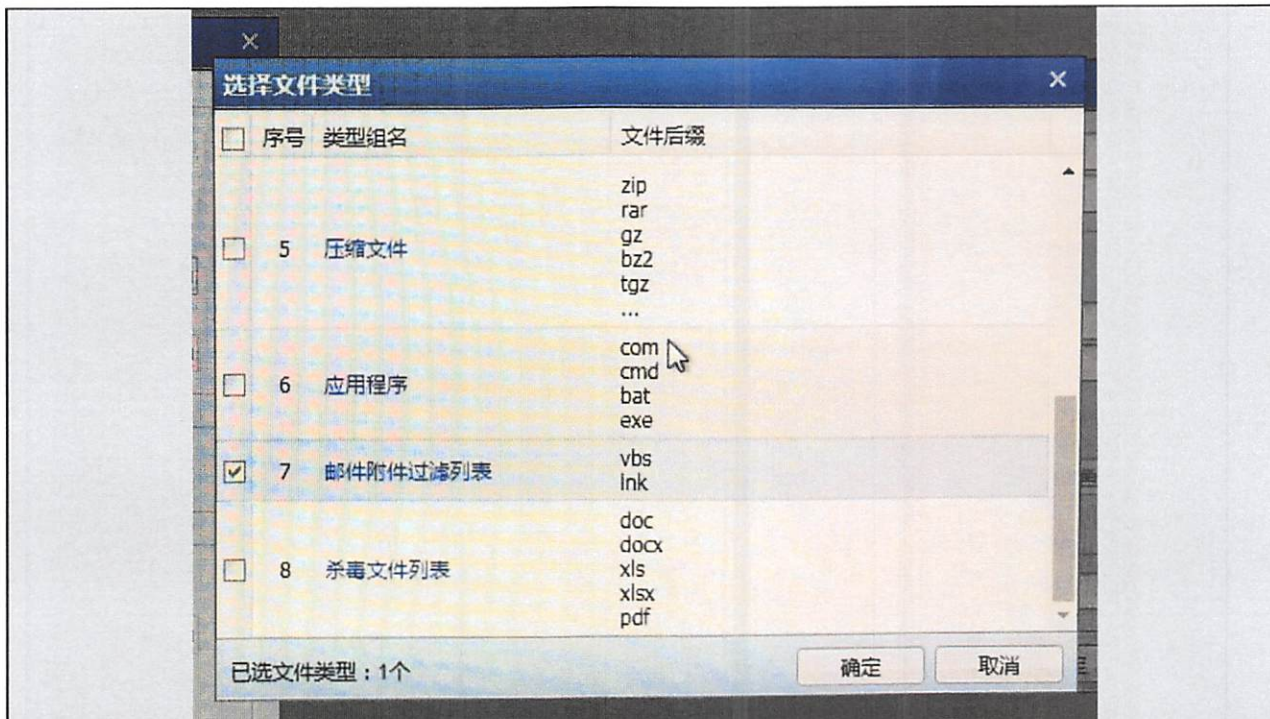 选择文件类型
序号 类型组名 文件后缀
zip
rar
gz
bz2
tgz
...
5 压缩文件
com
cmd
bat
exe
6 应用程序
vbs
lnk
7 邮件附件过滤列表
doc
docx
xls
xlsx
pdf
8 杀毒文件列表
已选文件类型：1个
确定 取消